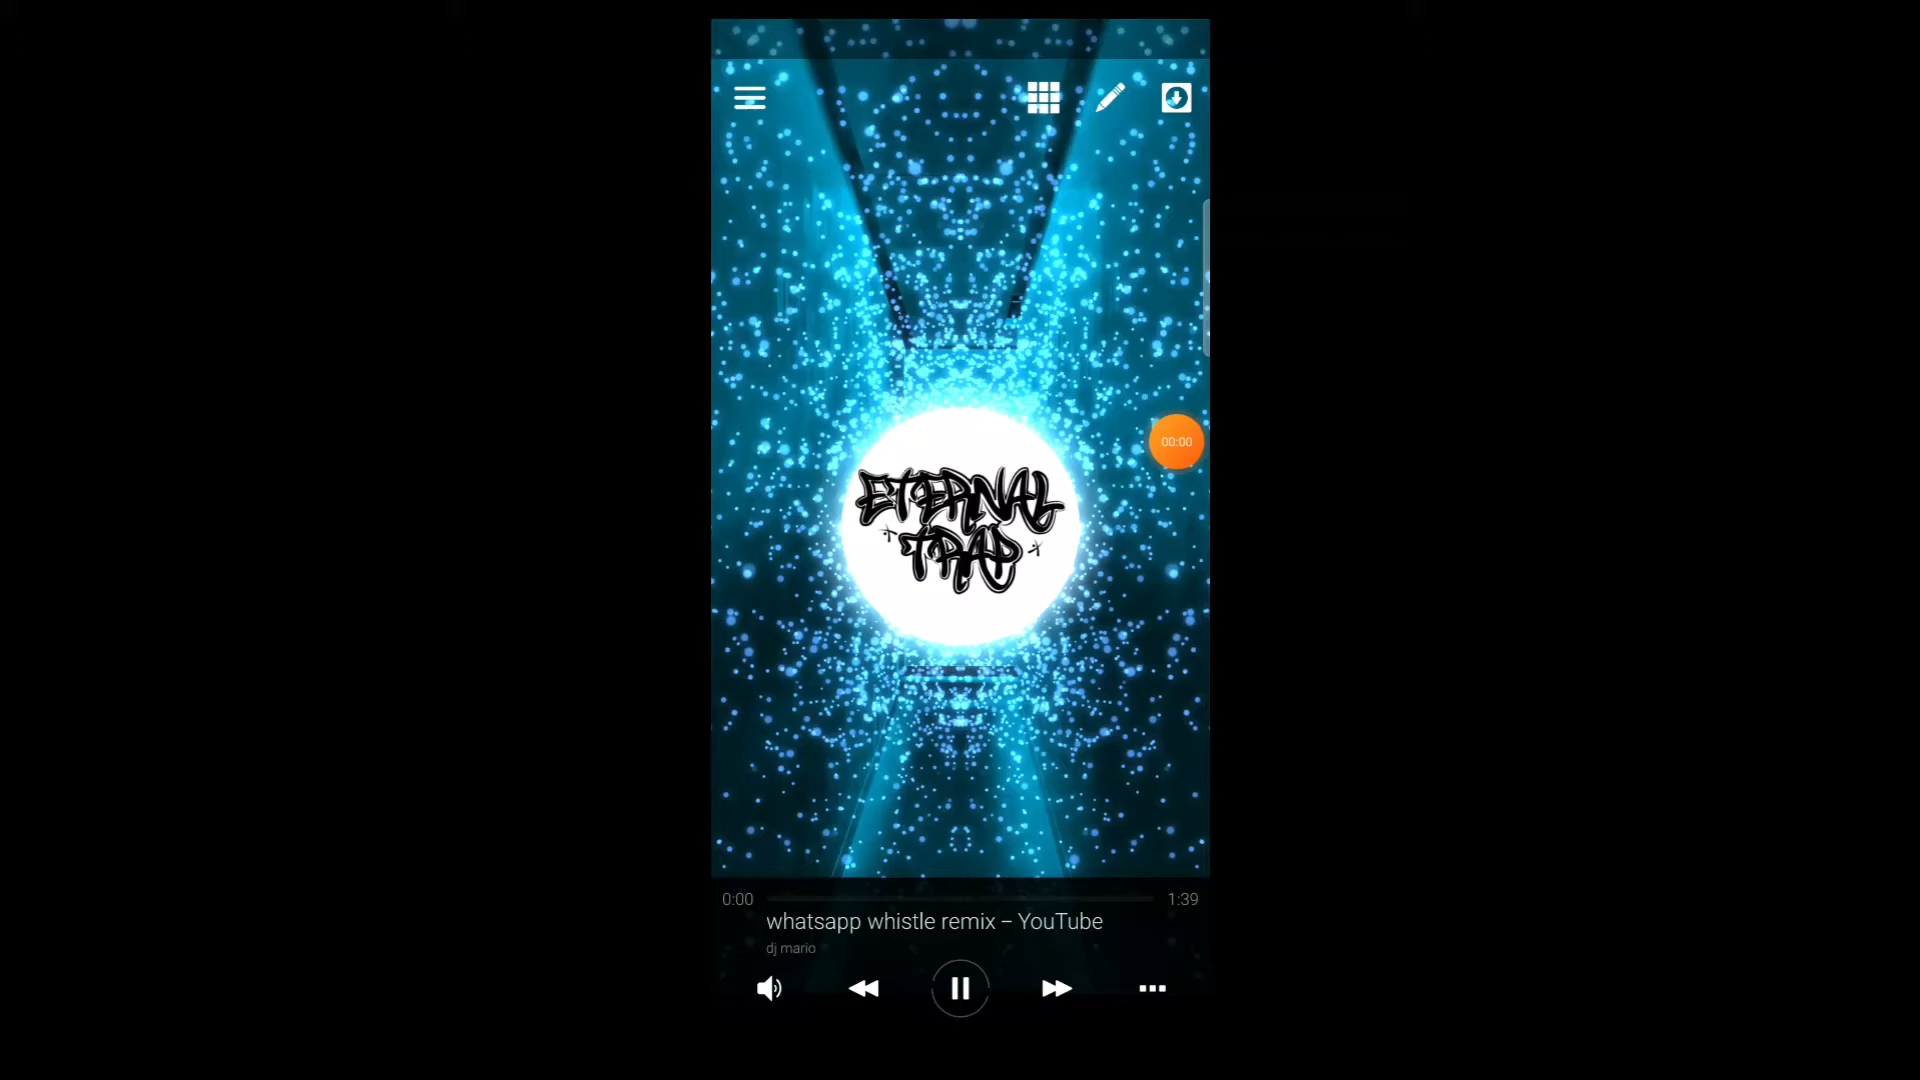 00:00
ETERNAL
TRAP
0:00
1:39
whatsapp whistle remix – YouTube
dj mario